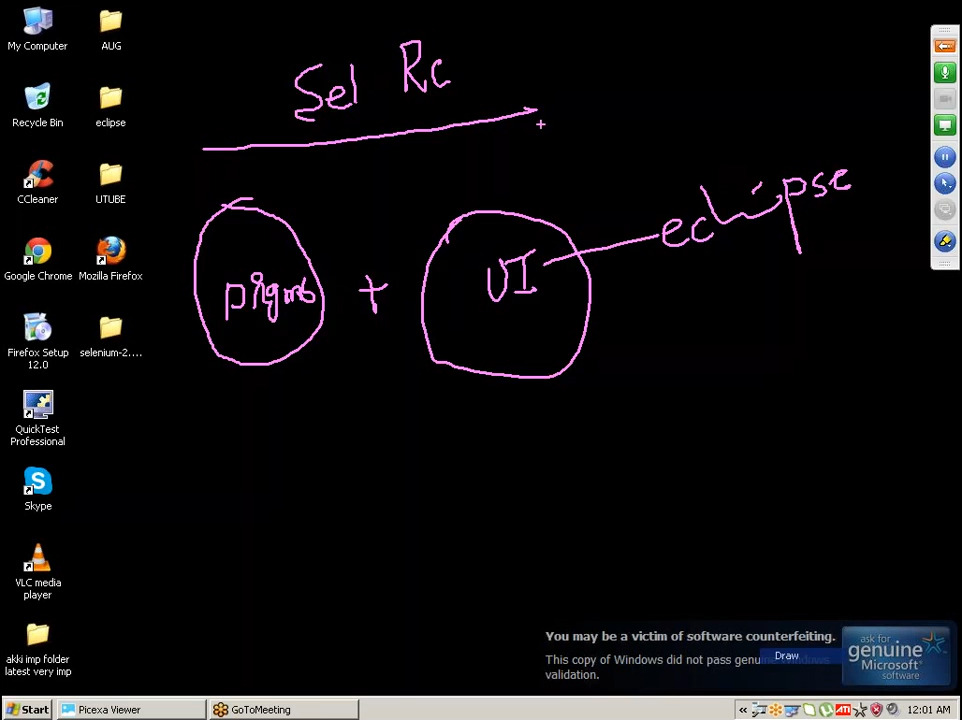 My Computer
AUG
Sel Rc
Recycle Bin
eclipse
CCleaner
UTUBE
eclipse
Google Chrome
Mozilla Firefox
+
UI
Firefox Setup
12.0
selenium-2....
QuickTest
Professional
Skype
VLC media
player
akki imp folder
latest very imp
You may be a victim of software counterfeiting.
This copy of Windows did not pass genuine Windows
validation.
Draw
ask for
genuine
Microsoft
software
Start
Picexa Viewer
GoToMeeting
ATI
12:01 AM